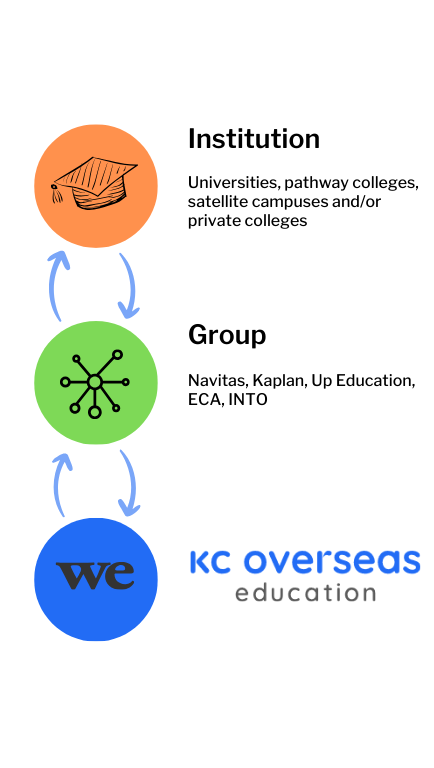 Institution
Universities, pathway colleges,
satellite campuses and/or
private colleges
Group
Navitas, Kaplan, Up Education,
ECA, INTO
we
KC overseas
education